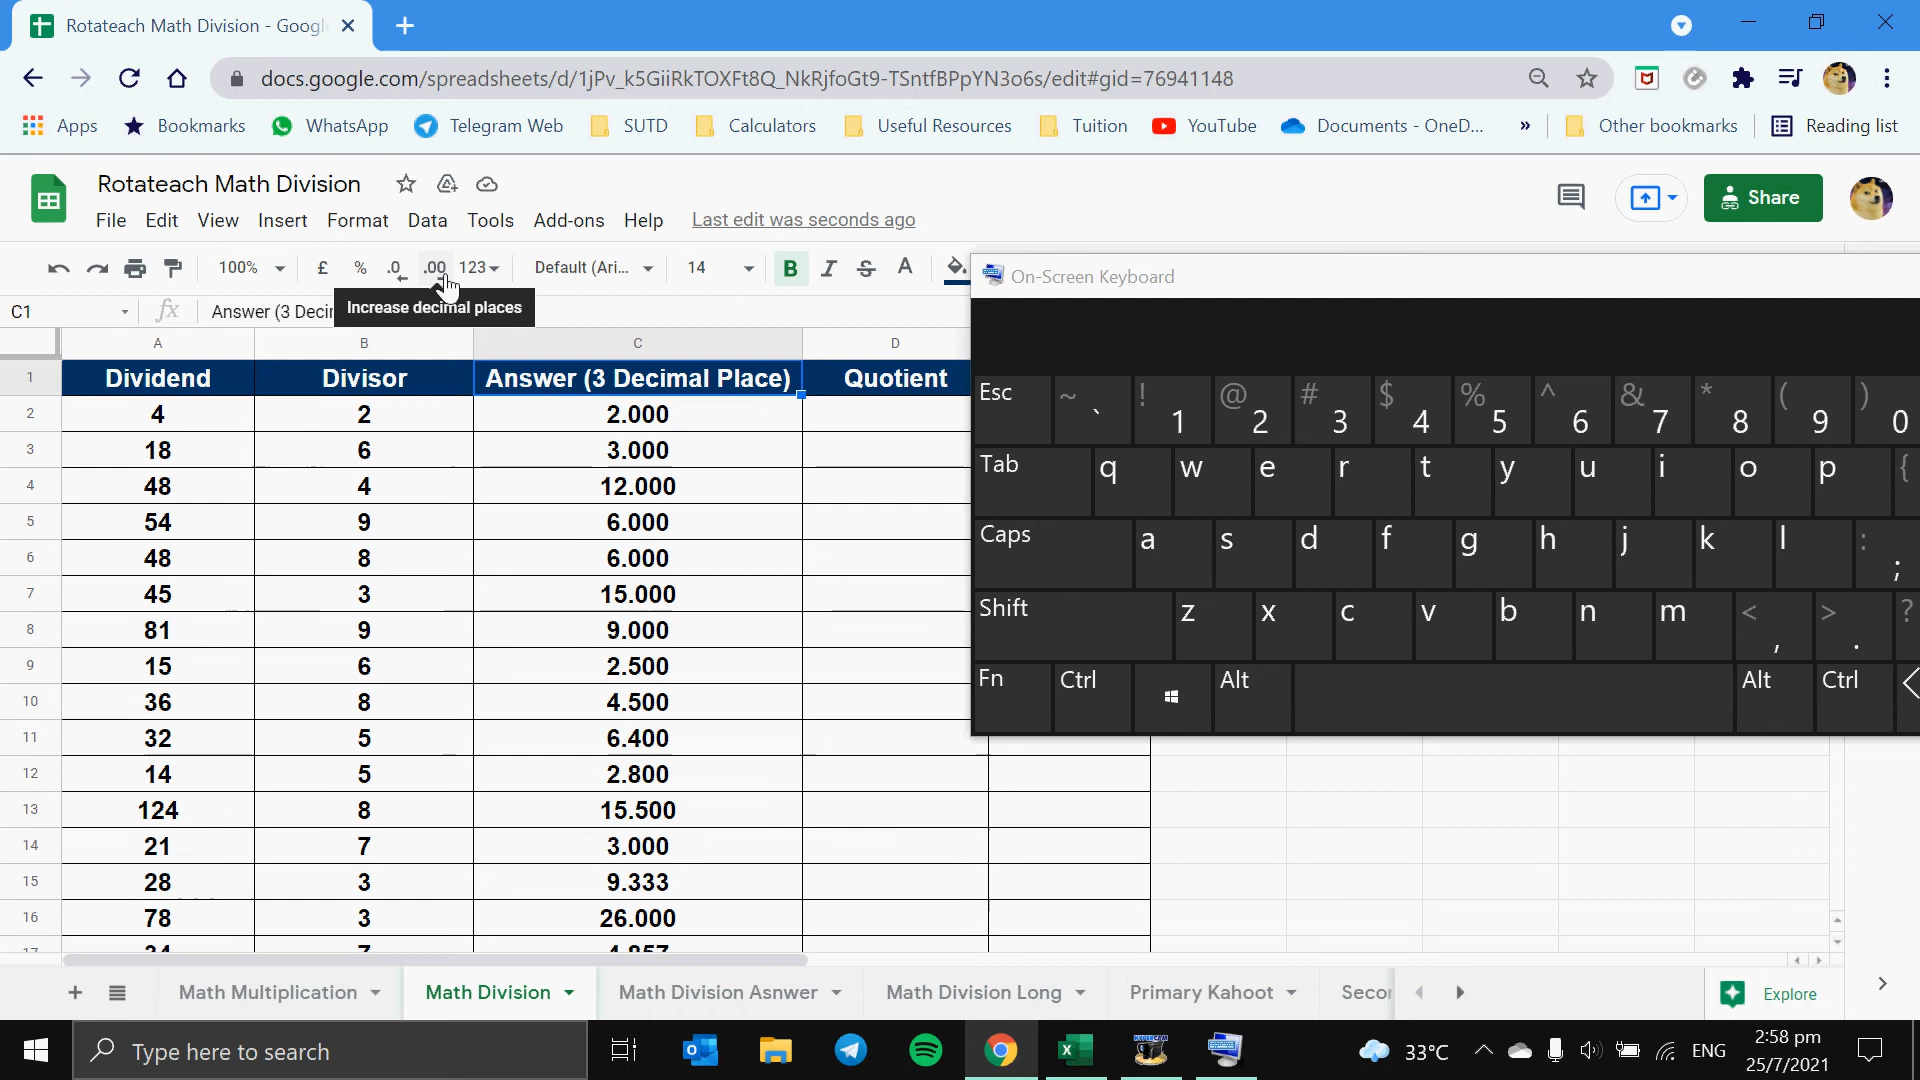 Rotateach Math Division - Googl
docs.google.com/spreadsheets/d/1jPv_k5GiiRkTOXFt8Q_NkRjfoGt9-TSntfBPpYN3o6s/edit#gid=76941148
Apps Bookmarks WhatsApp Telegram Web SUTD Calculators Useful Resources Tuition YouTube Documents - OneD... » Other bookmarks Reading list
Rotateach Math Division
Share
File Edit View Insert Format Data Tools Add-ons Help Last edit was seconds ago
100% £ % .0 .00 123 Default (Ari... 14 B I S A
On-Screen Keyboard
C1 fx Answer (3 Decim
Increase decimal places
A B C D
1 Dividend Divisor Answer (3 Decimal Place) Quotient
2 4 2 2.000
3 18 6 3.000
4 48 4 12.000
5 54 9 6.000
6 48 8 6.000
7 45 3 15.000
8 81 9 9.000
9 15 6 2.500
10 36 8 4.500
11 32 5 6.400
12 14 5 2.800
13 124 8 15.500
14 21 7 3.000
15 28 3 9.333
16 78 3 26.000
17 34 7 4.857
Esc ~ ` ! 1 @ 2 # 3 $ 4 % 5 ^ 6 & 7 * 8 ( 9 ) 0
Tab q w e r t y u i o p {
Caps a s d f g h j k l : ;
Shift z x c v b n m < , > . ?
Fn Ctrl Alt Alt Ctrl
+ Math Multiplication Math Division Math Division Asnwer Math Division Long Primary Kahoot Secon
Explore
Type here to search
33°C ENG
2:58 pm
25/7/2021